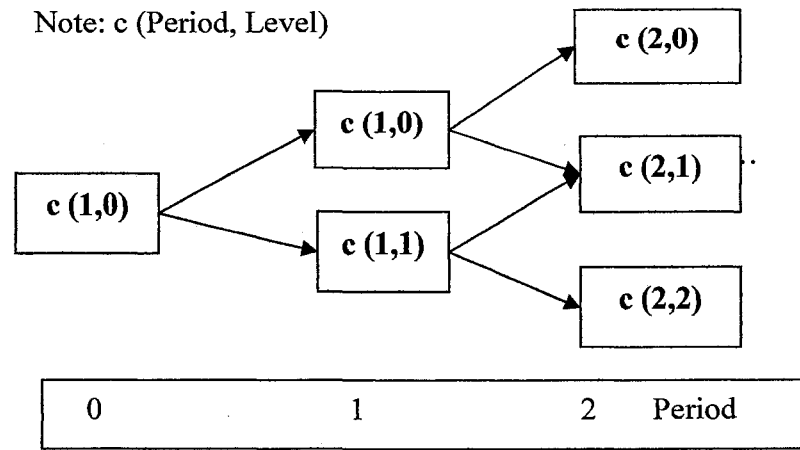 Note: c (Period, Level)
c (2,0)
c (1,0)
c (2,1)
c (1,0)
c (1,1)
c (2,2)
0 1 2 Period